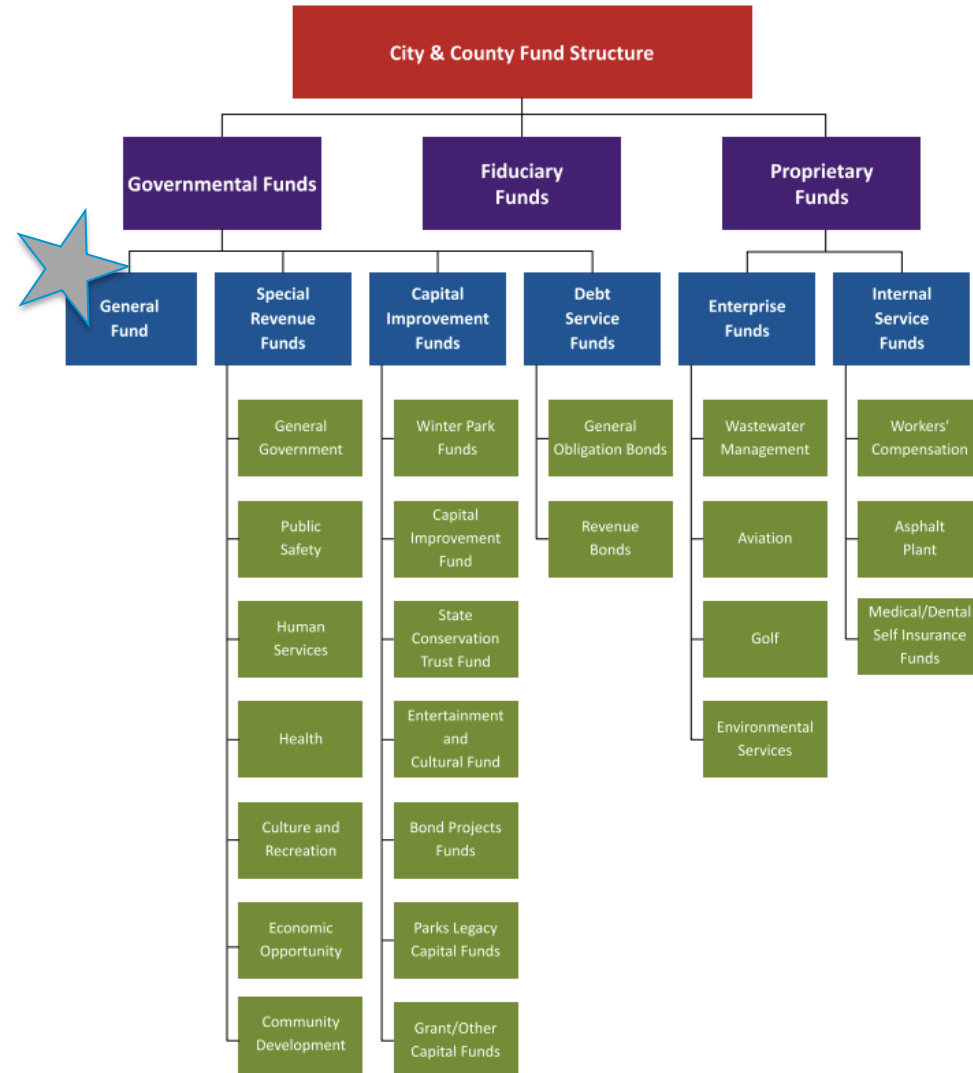 City & County Fund Structure
Governmental Funds
Fiduciary
Funds
Proprietary
Funds
General
Fund
Special
Revenue
Funds
Capital
Improvement
Funds
Debt
Service
Funds
Enterprise
Funds
Internal
Service
Funds
General
Government
Public
Safety
Human
Services
Health
Culture and
Recreation
Economic
Opportunity
Community
Development
Winter Park
Funds
Capital
Improvement
Fund
State
Conservation
Trust Fund
Entertainment
and
Cultural Fund
Bond Projects
Funds
Parks Legacy
Capital Funds
Grant/Other
Capital Funds
General
Obligation Bonds
Revenue
Bonds
Wastewater
Management
Aviation
Golf
Environmental
Services
Workers'
Compensation
Asphalt
Plant
Medical/Dental
Self Insurance
Funds